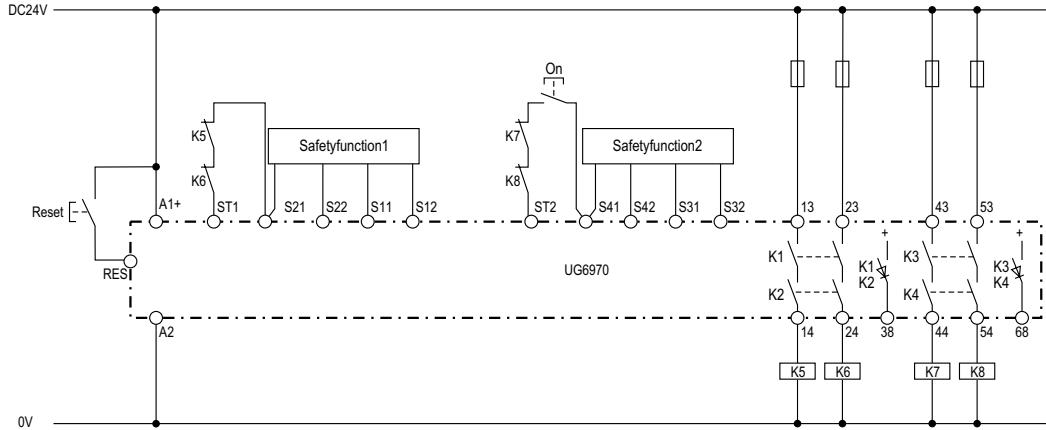 DC24V
On
K5
K7
Safetyfunction1
Safetyfunction2
K6
K8
Reset
A1+
ST1
S21
S22
S11
S12
ST2
S41
S42
S31
S32
13
23
43
53
+
+
K1
K1
K3
K3
RES
UG6970
K2
K4
K2
K4
A2
14
24
38
44
54
68
K5
K6
K7
K8
0V